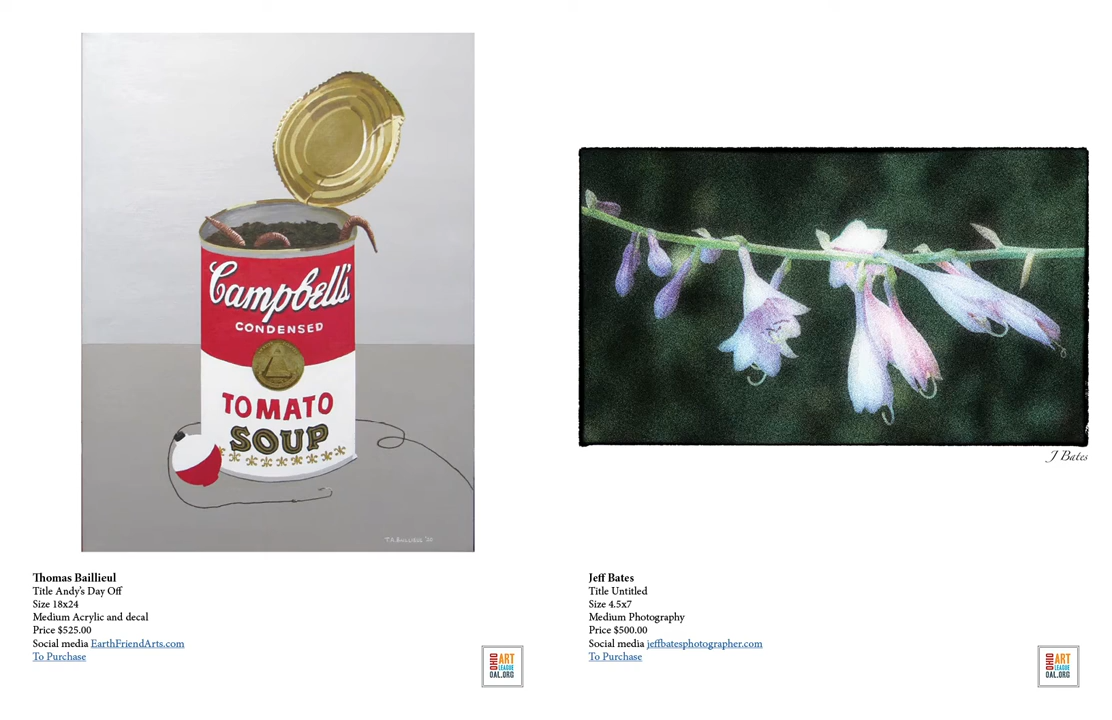 Campbell's
CONDENSED
TOMATO
SOUP
T.R. BAILLIEUL '20
J Bates
Thomas Baillieul
Title Andy's Day Off
Size 18x24
Medium Acrylic and decal
Price $525.00
Social media EarthFriendArts.com
To Purchase
OHIO ART
LEAGUE
OAL.ORG
Jeff Bates
Title Untitled
Size 4.5x7
Medium Photography
Price $500.00
Social media jeffbatesphotographer.com
To Purchase
OHIO ART
LEAGUE
OAL.ORG